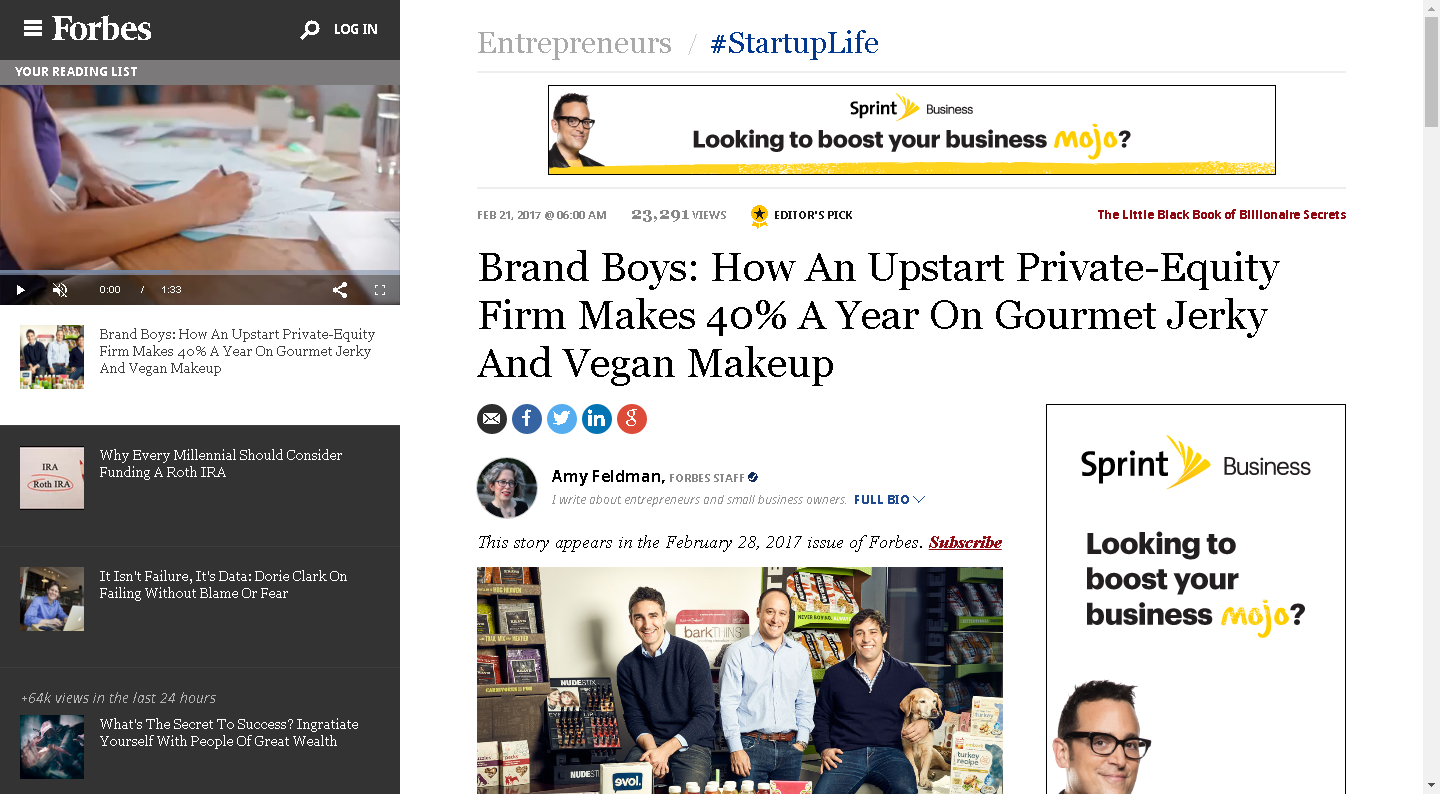 Forbes
LOG IN
YOUR READING LIST
0:00 / 1:33
Brand Boys: How An Upstart Private-Equity
Firm Makes 40% A Year On Gourmet Jerky
And Vegan Makeup
IRA
Roth IRA
Why Every Millennial Should Consider
Funding A Roth IRA
It Isn't Failure, It's Data: Dorie Clark On
Failing Without Blame Or Fear
+64k views in the last 24 hours
What's The Secret To Success? Ingratiate
Yourself With People Of Great Wealth
Entrepreneurs / #StartupLife
Sprint Business
Looking to boost your business mojo?
FEB 21, 2017 @ 06:00 AM 23,291 VIEWS EDITOR'S PICK The Little Black Book of Billionaire Secrets
Brand Boys: How An Upstart Private-Equity
Firm Makes 40% A Year On Gourmet Jerky
And Vegan Makeup
Amy Feldman, FORBES STAFF
I write about entrepreneurs and small business owners. FULL BIO
This story appears in the February 28, 2017 issue of Forbes. Subscribe
barkTHINS
NEVER BORING.
NUDESTIX
evol.
turkey
recipe
Sprint Business
Looking to
boost your
business mojo?